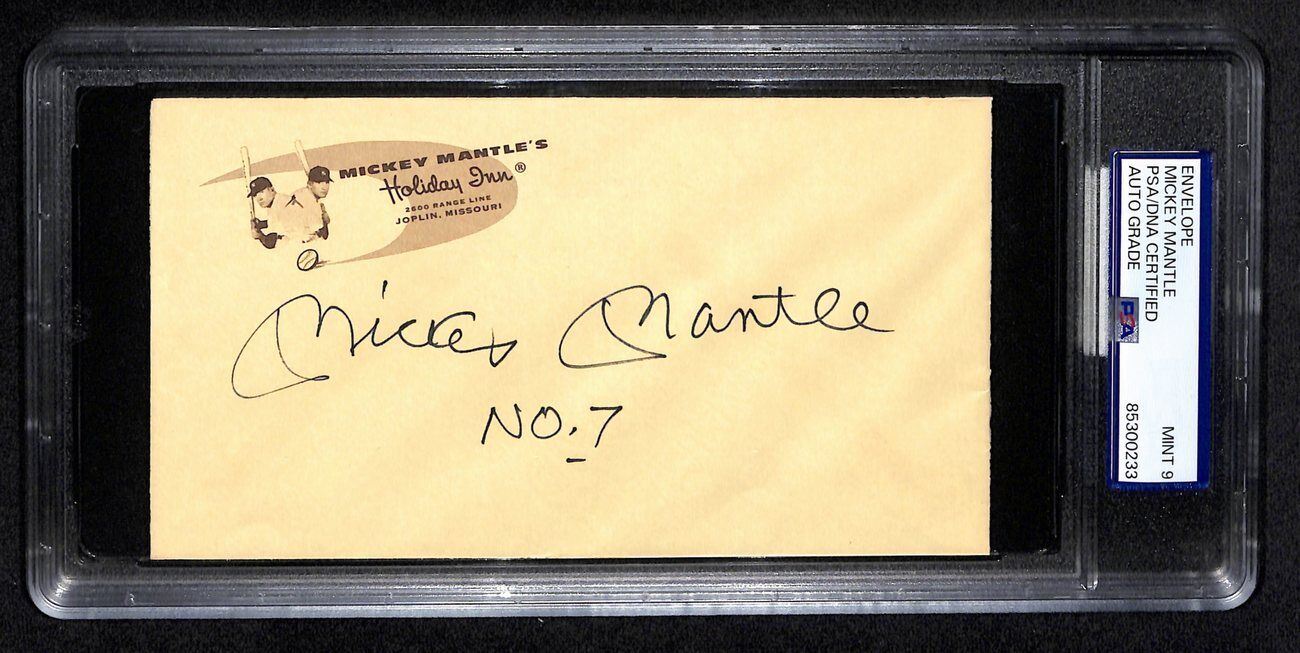 MICKEY MANTLE'S
Holiday Inn®
2600 RANGE LINE
JOPLIN, MISSOURI
Mickey Mantle
NO. 7
ENVELOPE
MICKEY MANTLE
PSA/DNA CERTIFIED
AUTO GRADE
MINT 9
85300233
PSA